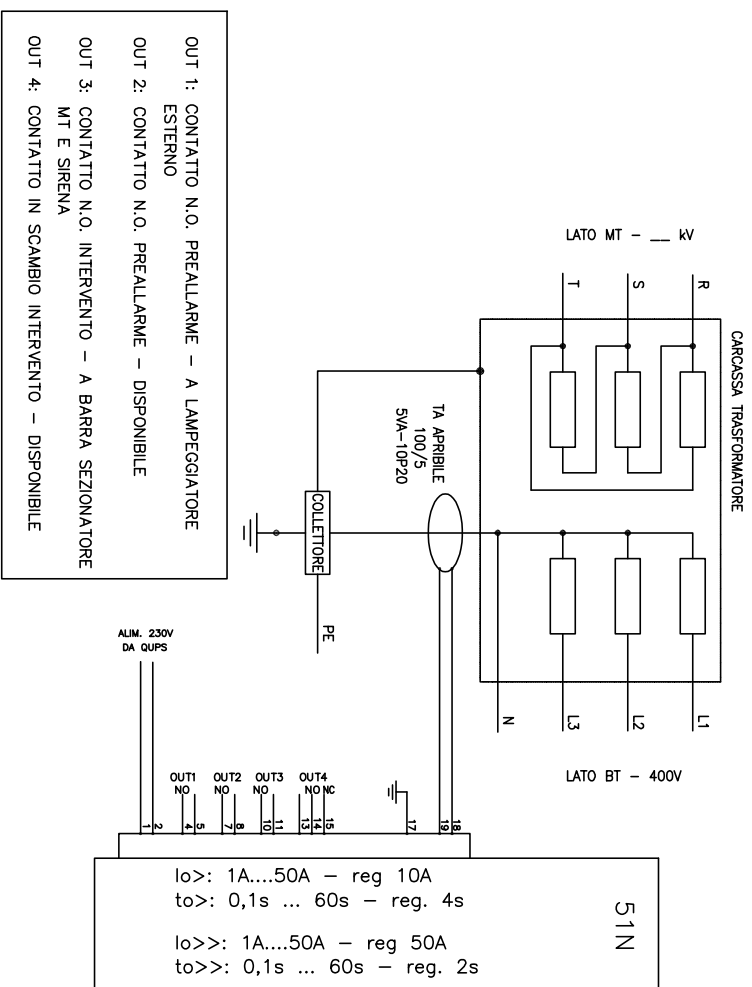 OUT 1: CONTATTO N.O. PREALLARME – A LAMPEGGIATORE
ESTERNO
OUT 2: CONTATTO N.O. PREALLARME – DISPONIBILE
OUT 3: CONTATTO N.O. INTERVENTO – A BARRA SEZIONATORE
MT E SIRENA
OUT 4: CONTATTO IN SCAMBIO INTERVENTO – DISPONIBILE
LATO MT – __ kV
T
S
R
CARCASSA TRASFORMATORE
TA APRIBILE
100/5
5VA–10P20
COLLETTORE
PE
N
L3
L2
L1
LATO BT – 400V
ALIM. 230V
DA QUPS
OUT1
NO
OUT2
NO
OUT3
NO
OUT4
NO NC
1
2
4
5
7
8
10
11
13
14
15
17
19
18
Io>: 1A....50A – reg 10A
to>: 0,1s ... 60s – reg. 4s
Io>>: 1A....50A – reg 50A
to>>: 0,1s ... 60s – reg. 2s
51N